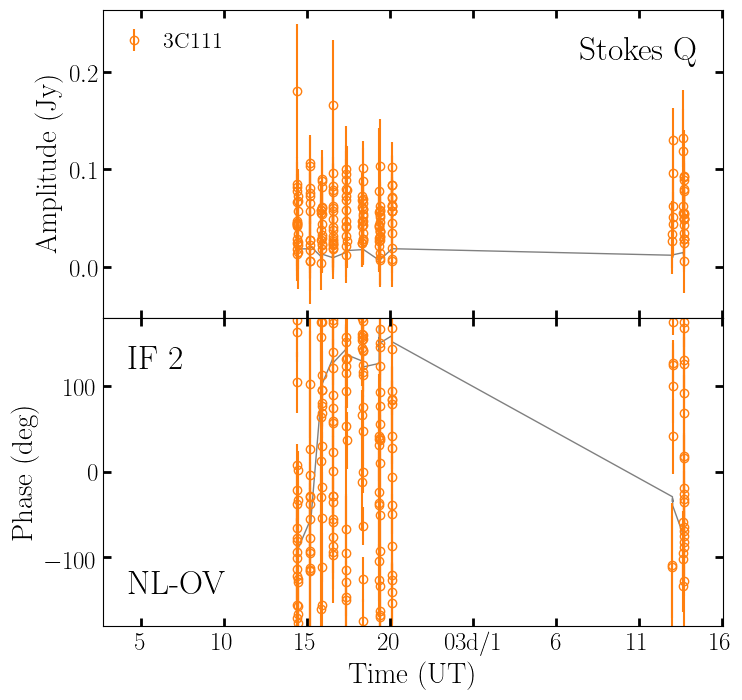 3C111
Stokes Q
0.2
0.1
0.0
Amplitude (Jy)
IF 2
100
0
−100
Phase (deg)
NL-OV
5 10 15 20 03d/1 6 11 16
Time (UT)